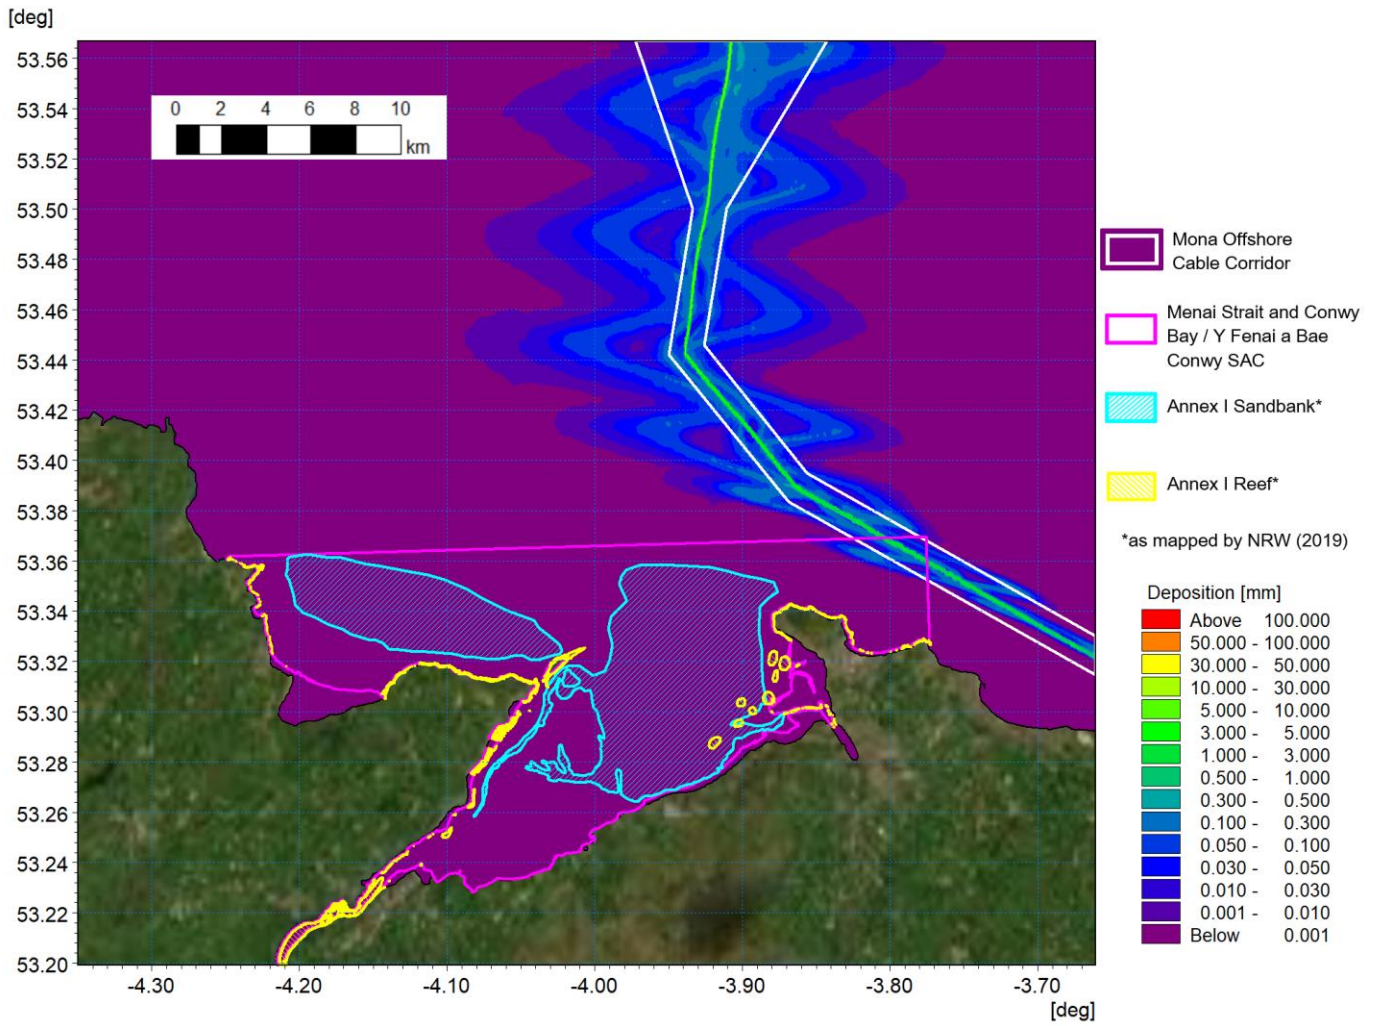 [deg]
53.56
53.54
53.52
53.50
53.48
53.46
53.44
53.42
53.40
53.38
53.36
53.34
53.32
53.30
53.28
53.26
53.24
53.22
53.20
0 2 4 6 8 10
km
-4.30 -4.20 -4.10 -4.00 -3.90 -3.80 -3.70
[deg]
Mona Offshore
Cable Corridor
Menai Strait and Conwy
Bay / Y Fenai a Bae
Conwy SAC
Annex I Sandbank*
Annex I Reef*
*as mapped by NRW (2019)
Deposition [mm]
Above 100.000
50.000 - 100.000
30.000 - 50.000
10.000 - 30.000
5.000 - 10.000
3.000 - 5.000
1.000 - 3.000
0.500 - 1.000
0.300 - 0.500
0.100 - 0.300
0.050 - 0.100
0.030 - 0.050
0.010 - 0.030
0.001 - 0.010
Below 0.001